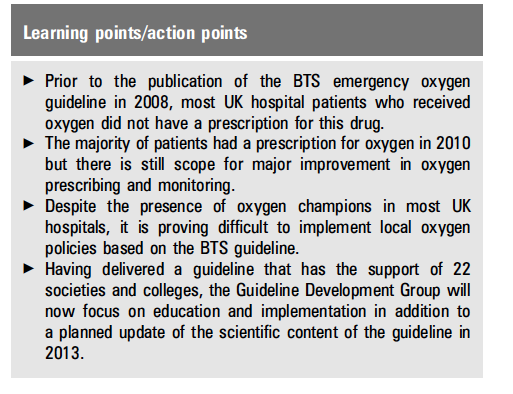 Learning points/action points
► Prior to the publication of the BTS emergency oxygen
guideline in 2008, most UK hospital patients who received
oxygen did not have a prescription for this drug.
► The majority of patients had a prescription for oxygen in 2010
but there is still scope for major improvement in oxygen
prescribing and monitoring.
► Despite the presence of oxygen champions in most UK
hospitals, it is proving difficult to implement local oxygen
policies based on the BTS guideline.
► Having delivered a guideline that has the support of 22
societies and colleges, the Guideline Development Group will
now focus on education and implementation in addition to
a planned update of the scientific content of the guideline in
2013.